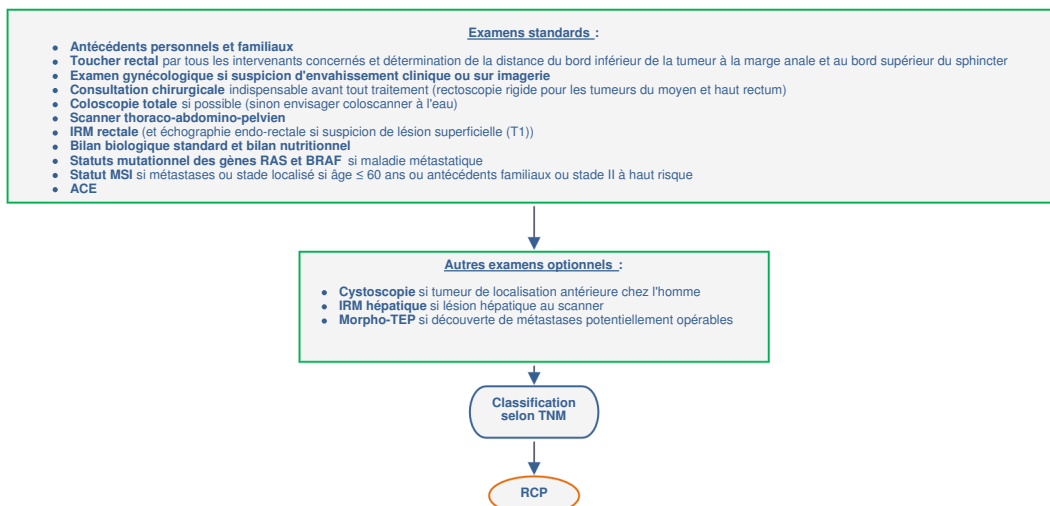 Examens standards :
• Antécédents personnels et familiaux
• Toucher rectal par tous les intervenants concernés et détermination de la distance du bord inférieur de la tumeur à la marge anale et au bord supérieur du sphincter
• Examen gynécologique si suspicion d'envahissement clinique ou sur imagerie
• Consultation chirurgicale indispensable avant tout traitement (rectoscopie rigide pour les tumeurs du moyen et haut rectum)
• Coloscopie totale si possible (sinon envisager coloscanner à l'eau)
• Scanner thoraco-abdomino-pelvien
• IRM rectale (et échographie endo-rectale si suspicion de lésion superficielle (T1))
• Bilan biologique standard et bilan nutritionnel
• Statuts mutationnel des gènes RAS et BRAF si maladie métastatique
• Statut MSI si métastases ou stade localisé si âge ≤ 60 ans ou antécédents familiaux ou stade II à haut risque
• ACE
Autres examens optionnels :
• Cystoscopie si tumeur de localisation antérieure chez l'homme
• IRM hépatique si lésion hépatique au scanner
• Morpho-TEP si découverte de métastases potentiellement opérables
Classification
selon TNM
RCP